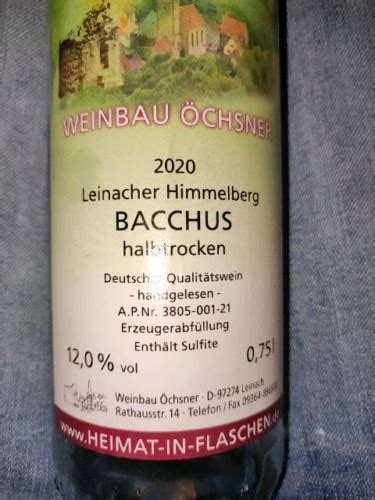 WEINBAU ÖCHSNER
2020
Leinacher Himmelberg
BACCHUS
halbtrocken
Deutscher Qualitätswein
- handgelesen -
A.P.Nr. 3805-001-21
Erzeugerabfüllung
Enthält Sulfite
12,0 % vol
0,75 l
Weinbau Öchsner · D-97274 Leinach
Rathausstr. 14 · Telefon / Fax 09364-
www.HEIMAT-IN-FLASCHEN.de